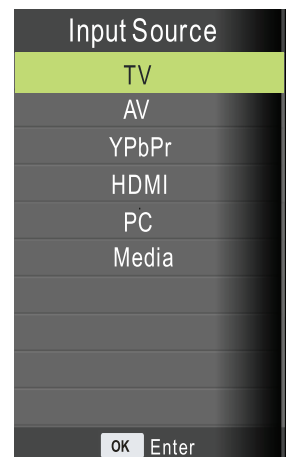 Input Source
TV
AV
YPbPr
HDMI
PC
Media
OK Enter